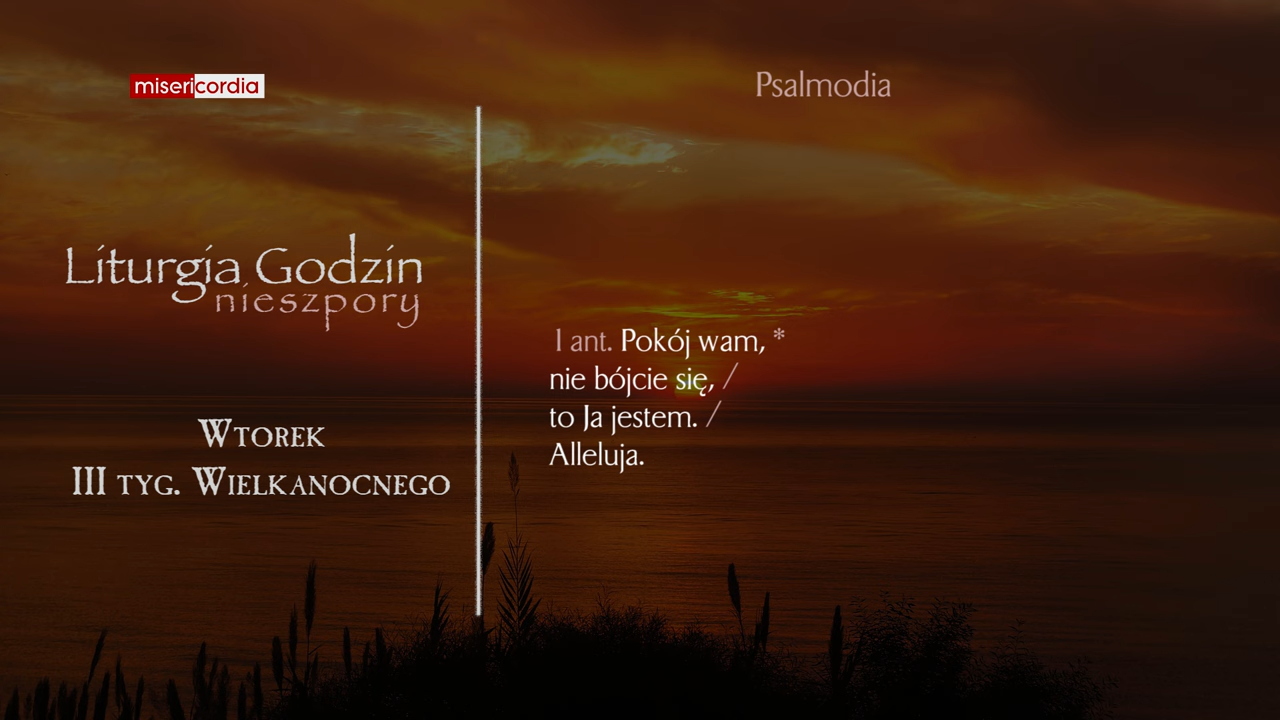 misericordia
Psalmodia
Liturgia Godzin
nieszpory
I ant. Pokój wam, *
nie bójcie się, /
to Ja jestem. /
Alleluja.
Wtorek
III tyg. Wielkanocnego